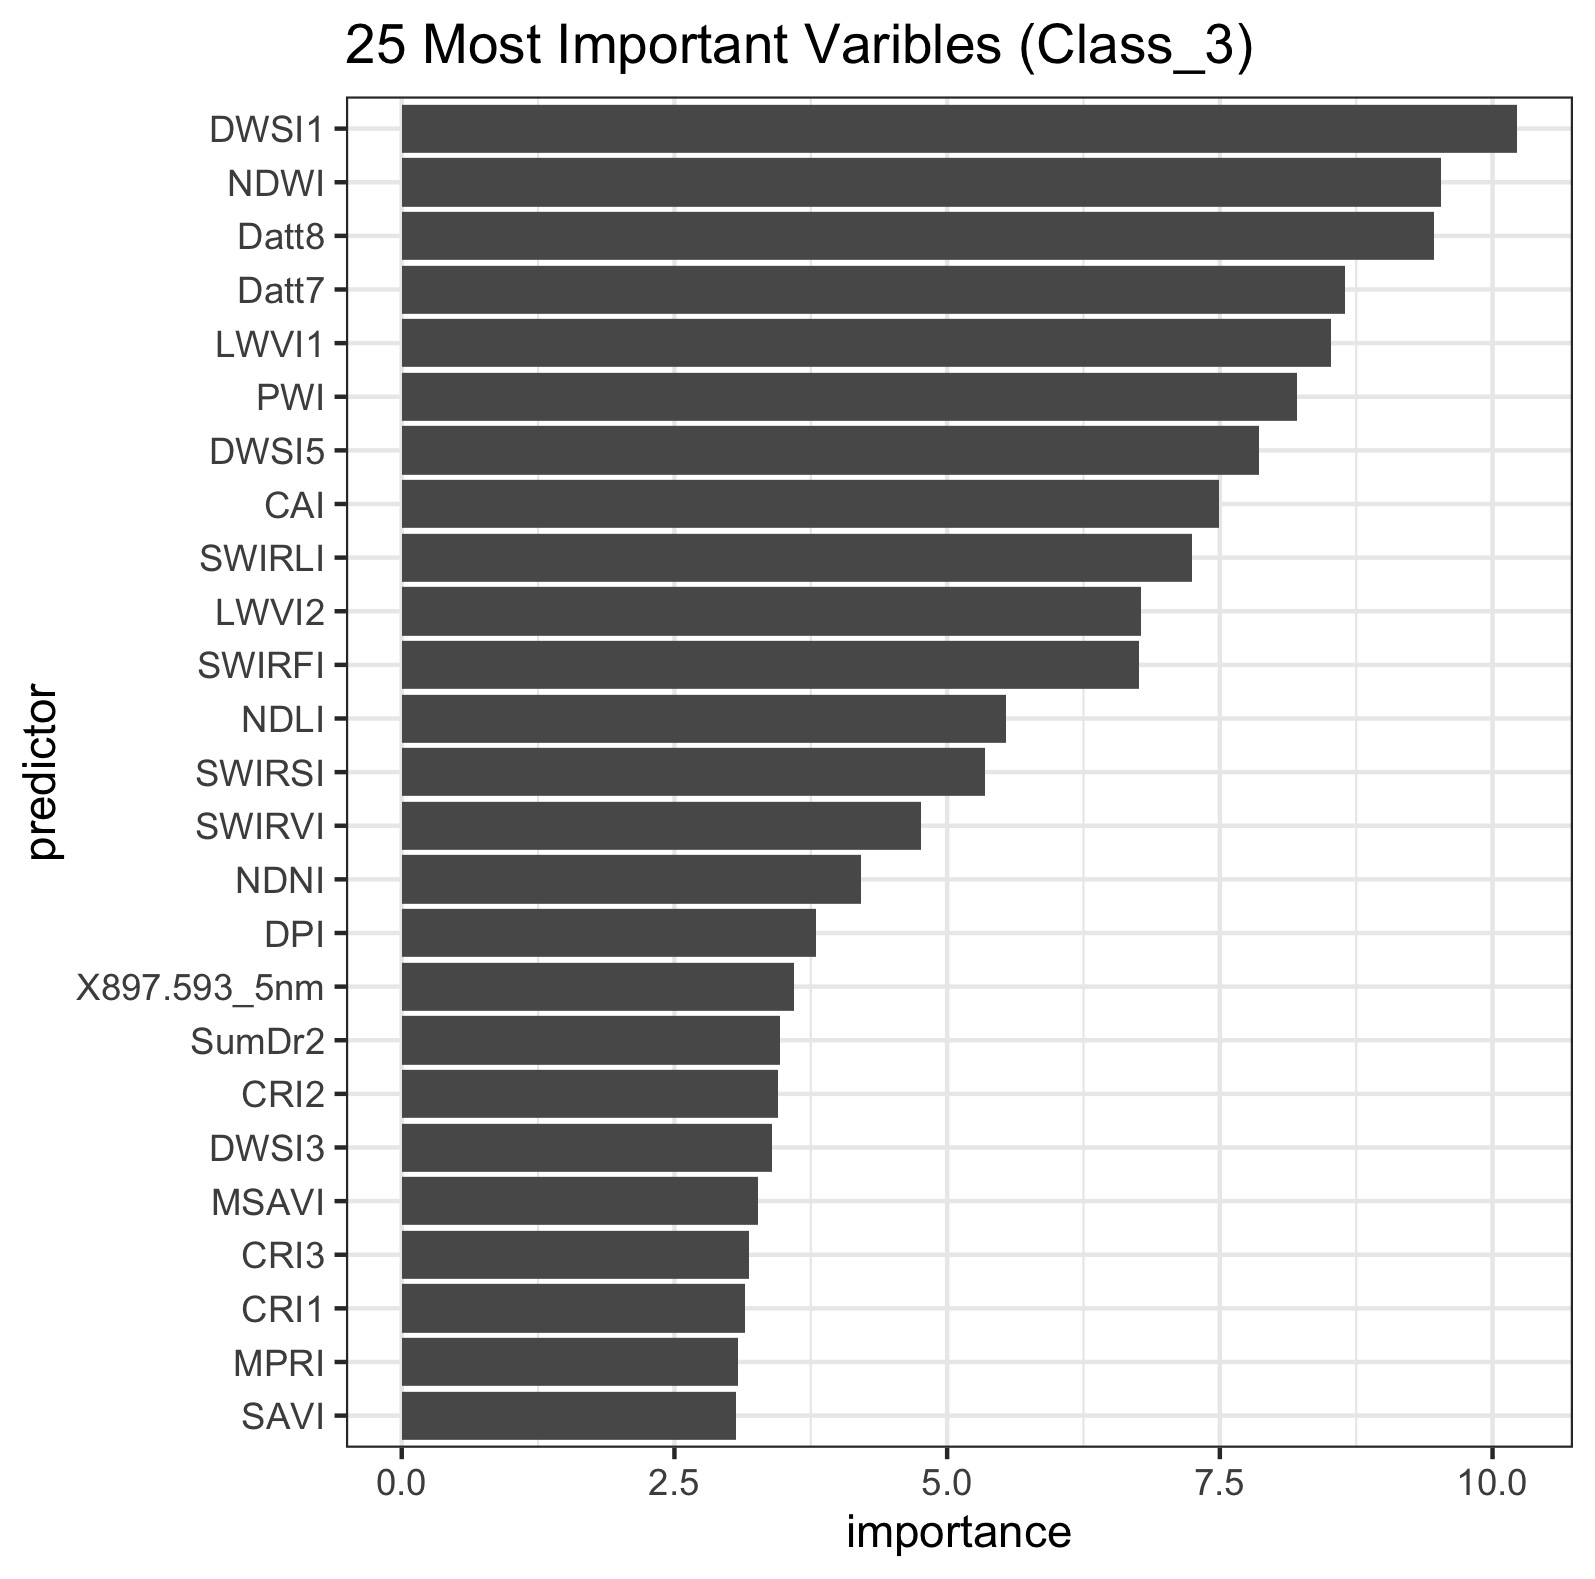 25 Most Important Varibles (Class_3)
DWSI1
NDWI
Datt8
Datt7
LWVI1
PWI
DWSI5
CAI
SWIRLI
LWVI2
SWIRFI
NDLI
SWIRSI
SWIRVI
NDNI
DPI
X897.593_5nm
SumDr2
CRI2
DWSI3
MSAVI
CRI3
CRI1
MPRI
SAVI
predictor
0.0 2.5 5.0 7.5 10.0
importance